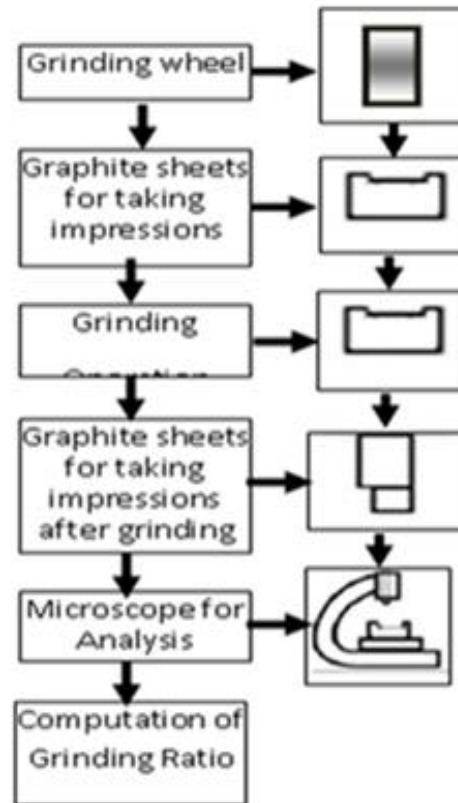 Grinding wheel
Graphite sheets
for taking
impressions
Grinding
Graphite sheets
for taking
impressions
after grinding
Microscope for
Analysis
Computation of
Grinding Ratio